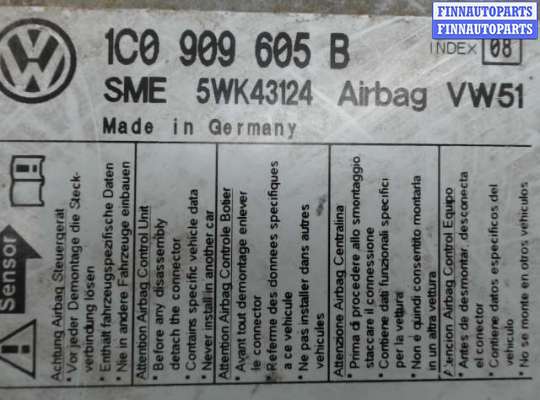 FINNAUTOPARTS
FINNAUTOPARTS
1C0 909 605 B
INDEX 08
SME 5WK43124 Airbag VW51
Made in Germany
Sensor
Achtung Airbag Steuergerät
• Vor jeder Demontage die Steck-
verbindung lösen
• Enthält fahrzeugspezifische Daten
• Nie in andere Fahrzeuge einbauen
Attention Airbag Control Unit
• Before any disassembly
detach the connector
• Contains specific vehicle data
• Never install in another car
Attention Airbag Controle Boitier
• Avant tout demontage enlever
le connector
• Referme des donnees specifiques
a ce vehicule
• Ne pas installer dans autres
vehicules
Attenzione Airbag Centralina
• Prima di procedere allo smontaggio
staccare il connessione
• Contiene dati funzionali specifici
per la vettura
• Non é quindi consentito montarla
in un altra vettura
Atencion Airbag Control Equipo
• Antes de desmontar, desconecta
el conector
• Contiene datos especificos del
vehiculo
• No se monte en otros vehiculos